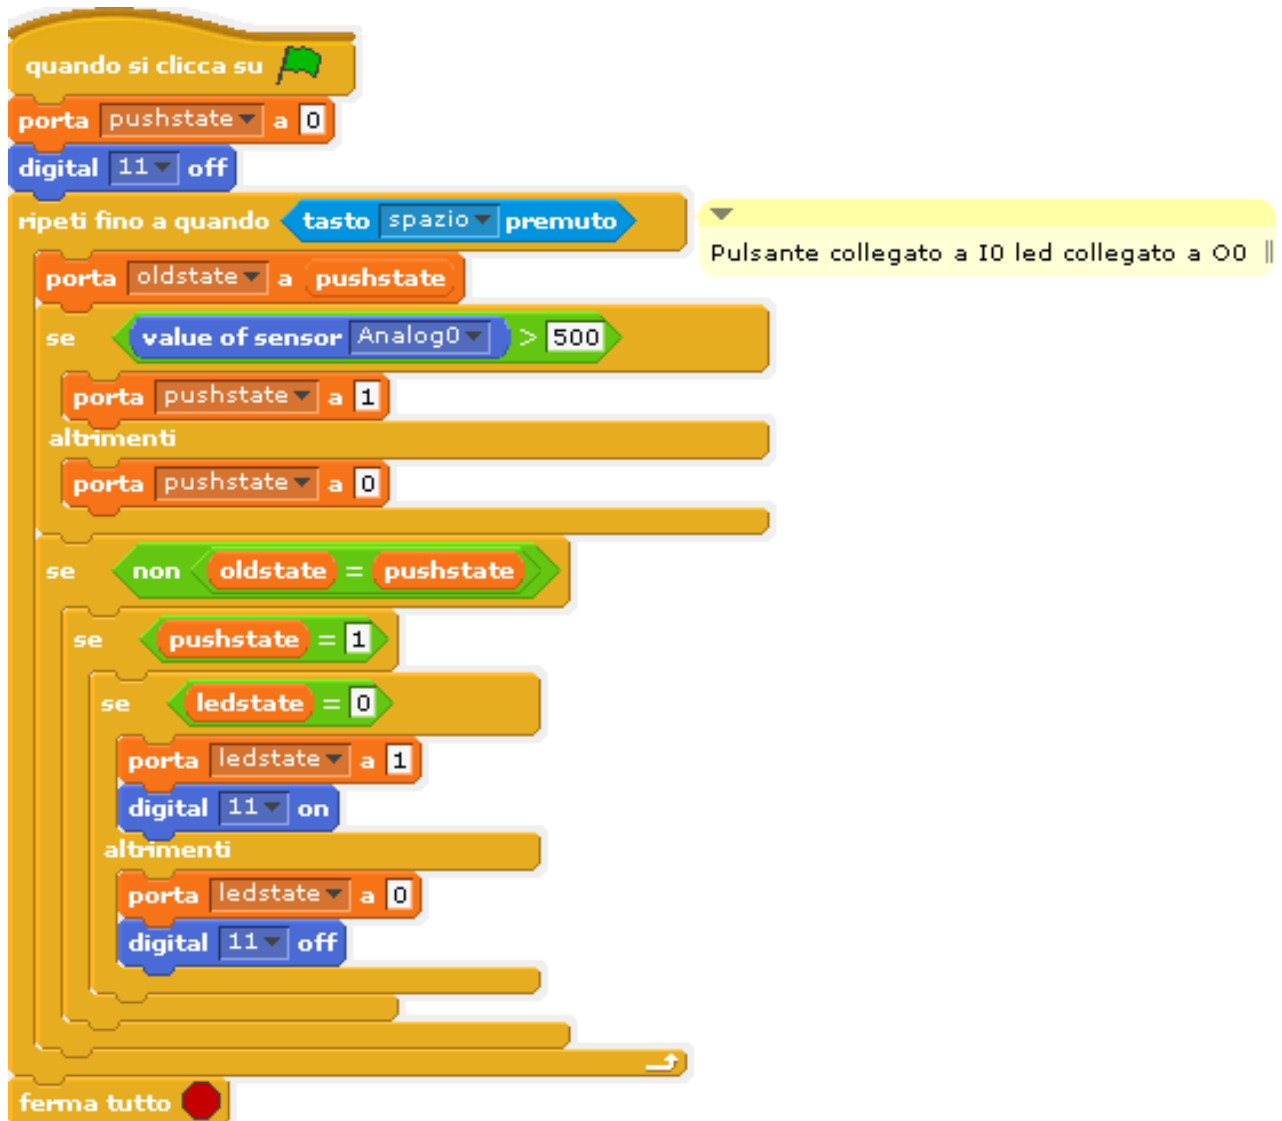 quando si clicca su
porta pushstate a 0
digital 11 off
ripeti fino a quando tasto spazio premuto
Pulsante collegato a I0 led collegato a O0
porta oldstate a pushstate
se value of sensor Analog0 > 500
porta pushstate a 1
altrimenti
porta pushstate a 0
se non oldstate = pushstate
se pushstate = 1
se ledstate = 0
porta ledstate a 1
digital 11 on
altrimenti
porta ledstate a 0
digital 11 off
ferma tutto